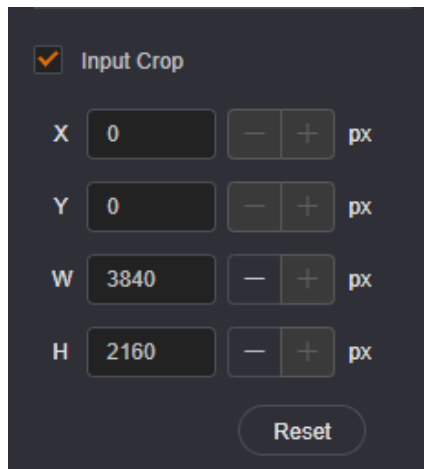 Input Crop
X 0 px
Y 0 px
W 3840 px
H 2160 px
Reset